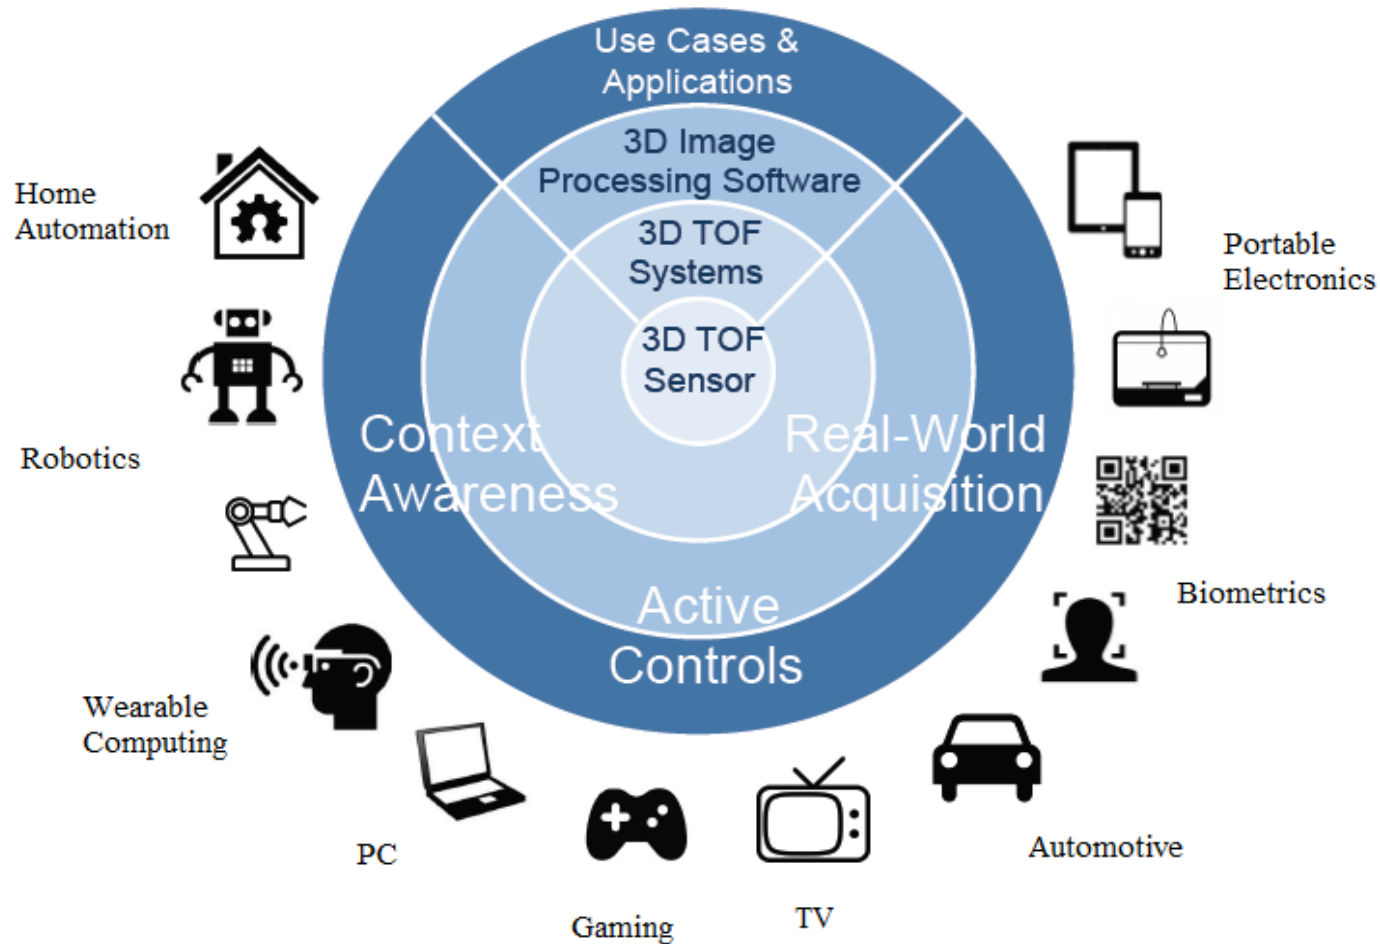 Use Cases &
Applications
3D Image
Processing Software
3D TOF
Systems
3D TOF
Sensor
Context
Awareness
Real-World
Acquisition
Active
Controls
Home
Automation
Robotics
Wearable
Computing
PC
Gaming
TV
Automotive
Biometrics
Portable
Electronics